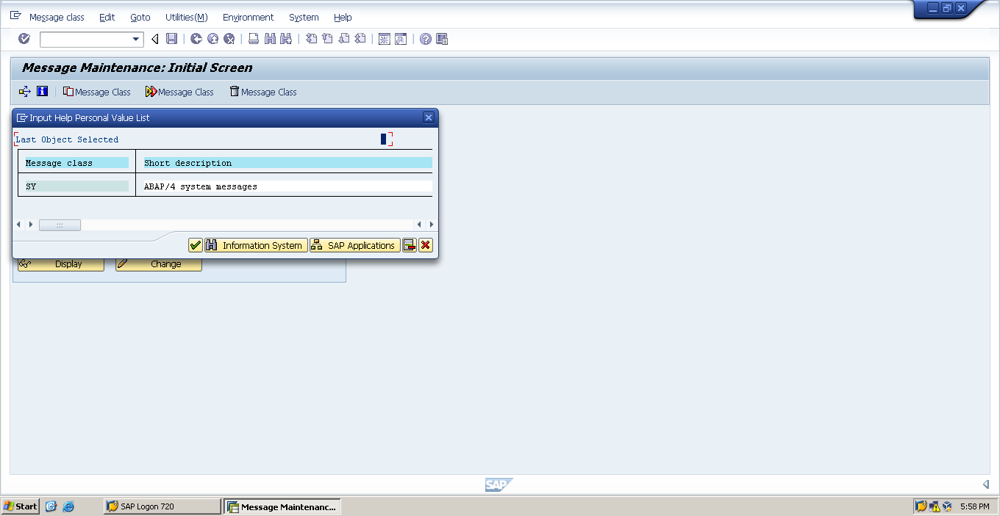 Message class Edit Goto Utilities(M) Environment System Help
Message Maintenance: Initial Screen
Message Class Message Class Message Class
Input Help Personal Value List
Last Object Selected
Message class Short description
SY ABAP/4 system messages
Information System SAP Applications
Display Change
SAP
Start SAP Logon 720 Message Maintenanc... 5:58 PM